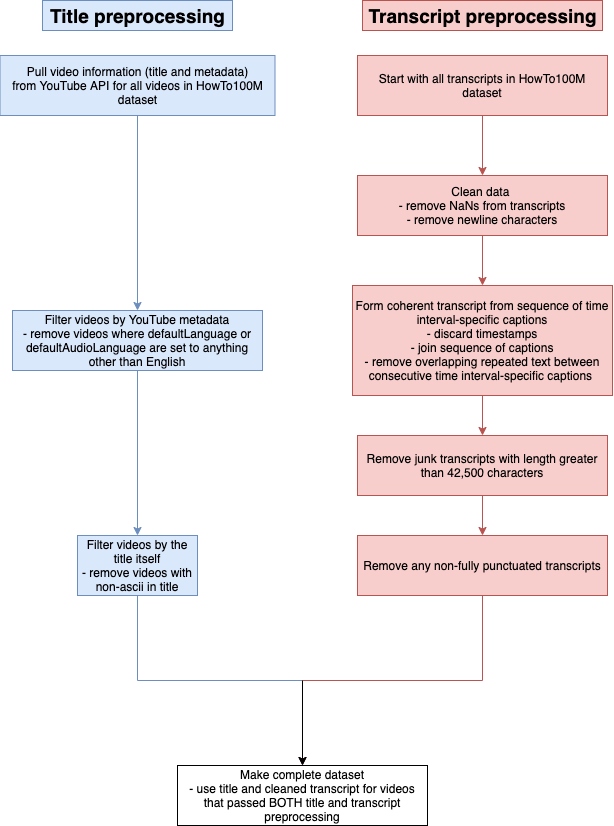 Title preprocessing
Pull video information (title and metadata)
from YouTube API for all videos in HowTo100M
dataset
Filter videos by YouTube metadata
- remove videos where defaultLanguage or
defaultAudioLanguage are set to anything
other than English
Filter videos by the
title itself
- remove videos with
non-ascii in title
Transcript preprocessing
Start with all transcripts in HowTo100M
dataset
Clean data
- remove NaNs from transcripts
- remove newline characters
Form coherent transcript from sequence of time
interval-specific captions
- discard timestamps
- join sequence of captions
- remove overlapping repeated text between
consecutive time interval-specific captions
Remove junk transcripts with length greater
than 42,500 characters
Remove any non-fully punctuated transcripts
Make complete dataset
- use title and cleaned transcript for videos
that passed BOTH title and transcript
preprocessing